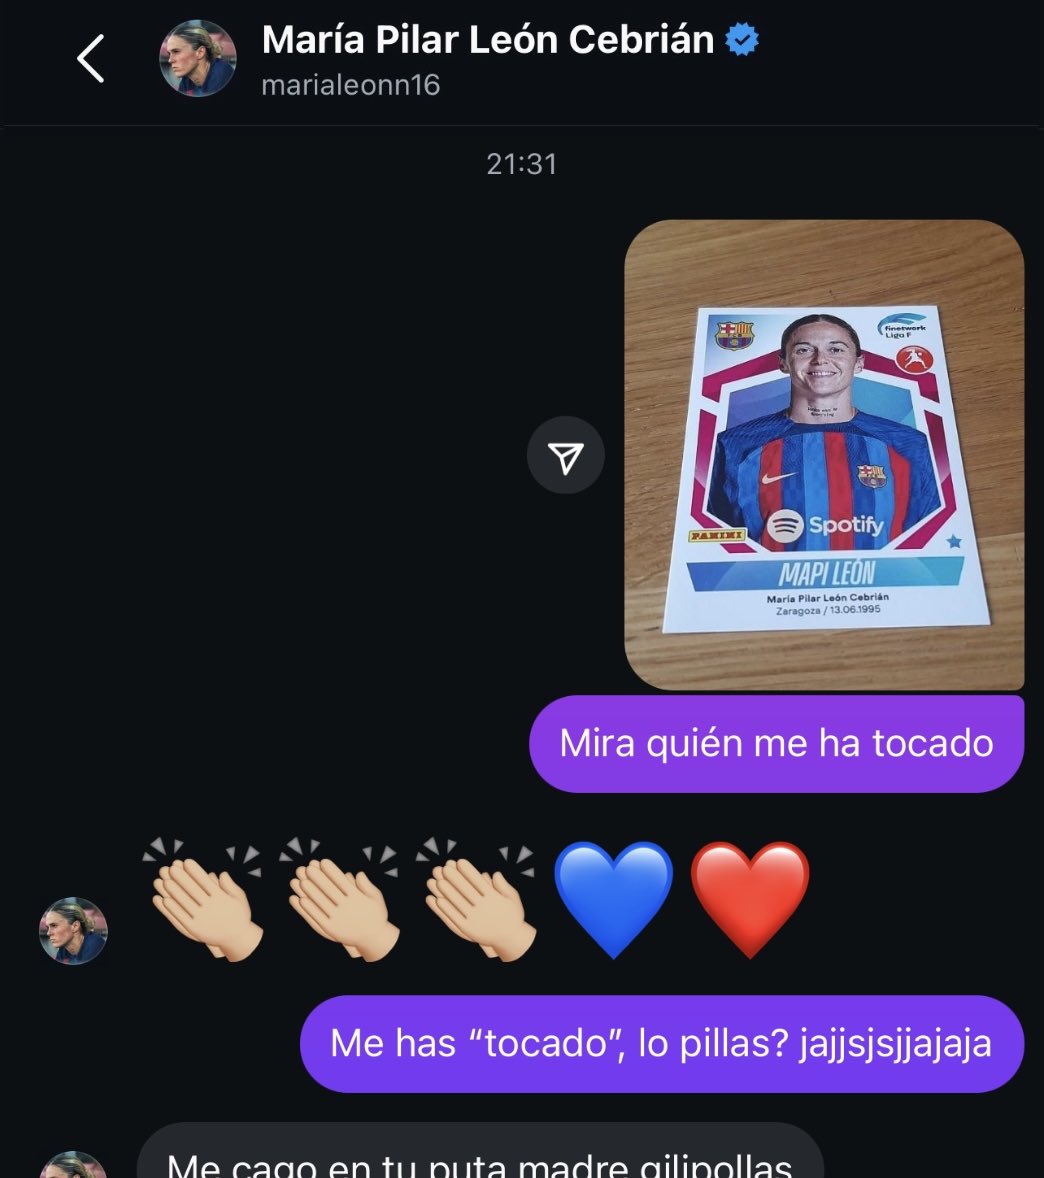 María Pilar León Cebrián
marialeonn16
21:31
finetwork
Liga F
Spotify
PANINI
MAPI LEÓN
María Pilar León Cebrián
Zaragoza / 13.06.1995
Mira quién me ha tocado
👏🏼👏🏼👏🏼💙❤️
Me has “tocado”, lo pillas? jajjsjsjjajaja
Me cago en tu puta madre gilipollas